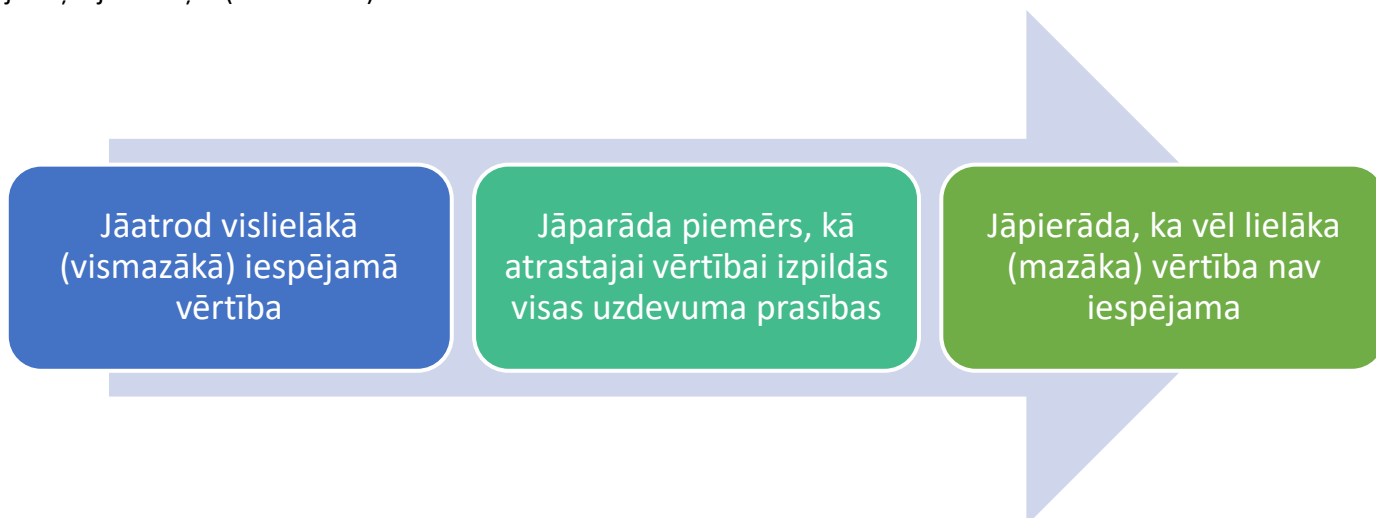 Jāatrod vislielākā
(vismazākā) iespējamā
vērtība
Jāparāda piemērs, kā
atrastajai vērtībai izpildās
visas uzdevuma prasības
Jāpierāda, ka vēl lielāka
(mazāka) vērtība nav
iespējama